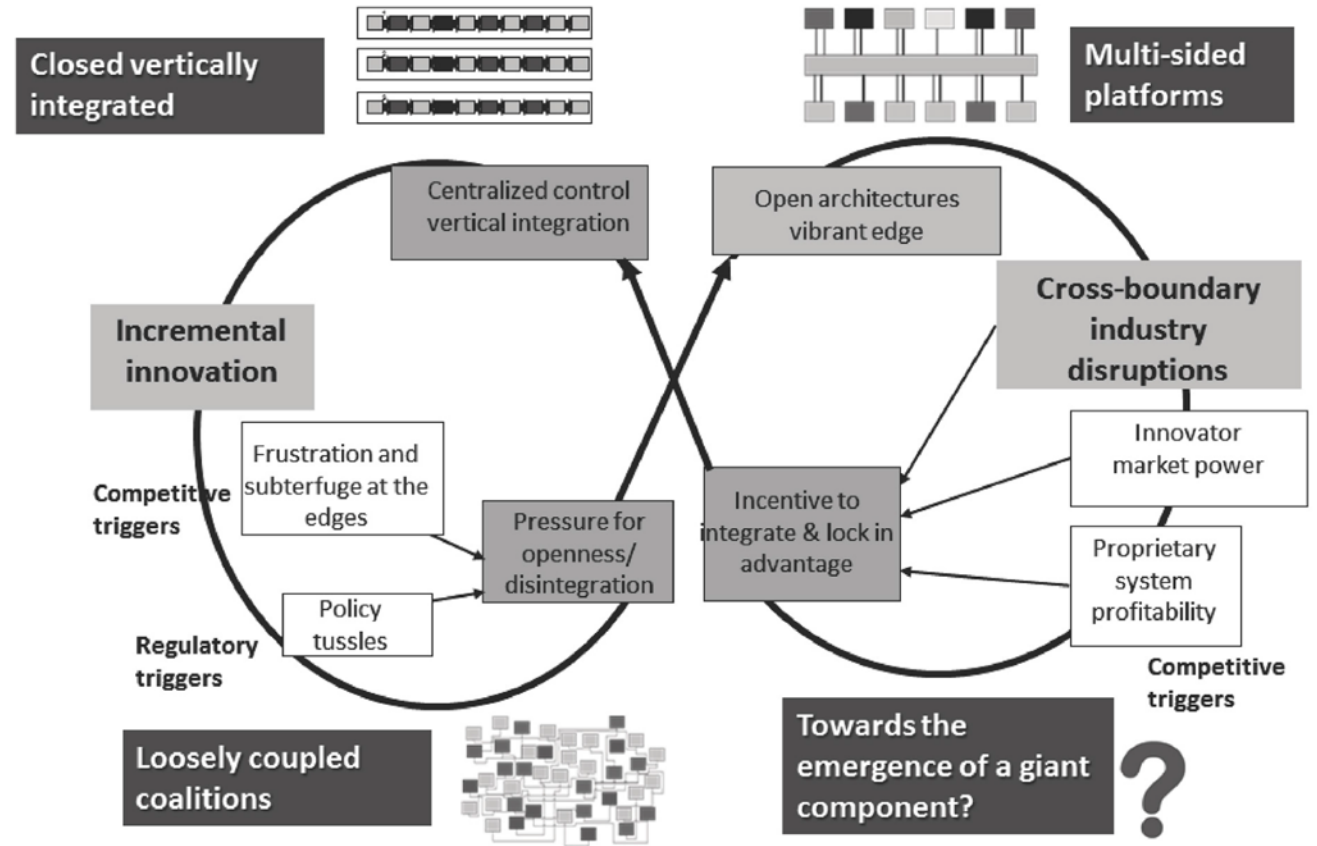 Closed vertically
integrated
Multi-sided
platforms
Centralized control
vertical integration
Open architectures
vibrant edge
Incremental
innovation
Cross-boundary
industry
disruptions
Frustration and
subterfuge at the
edges
Competitive
triggers
Pressure for
openness/
disintegration
Incentive to
integrate & lock in
advantage
Innovator
market power
Proprietary
system
profitability
Policy
tussles
Regulatory
triggers
Competitive
triggers
Loosely coupled
coalitions
Towards the
emergence of a giant
component?
?